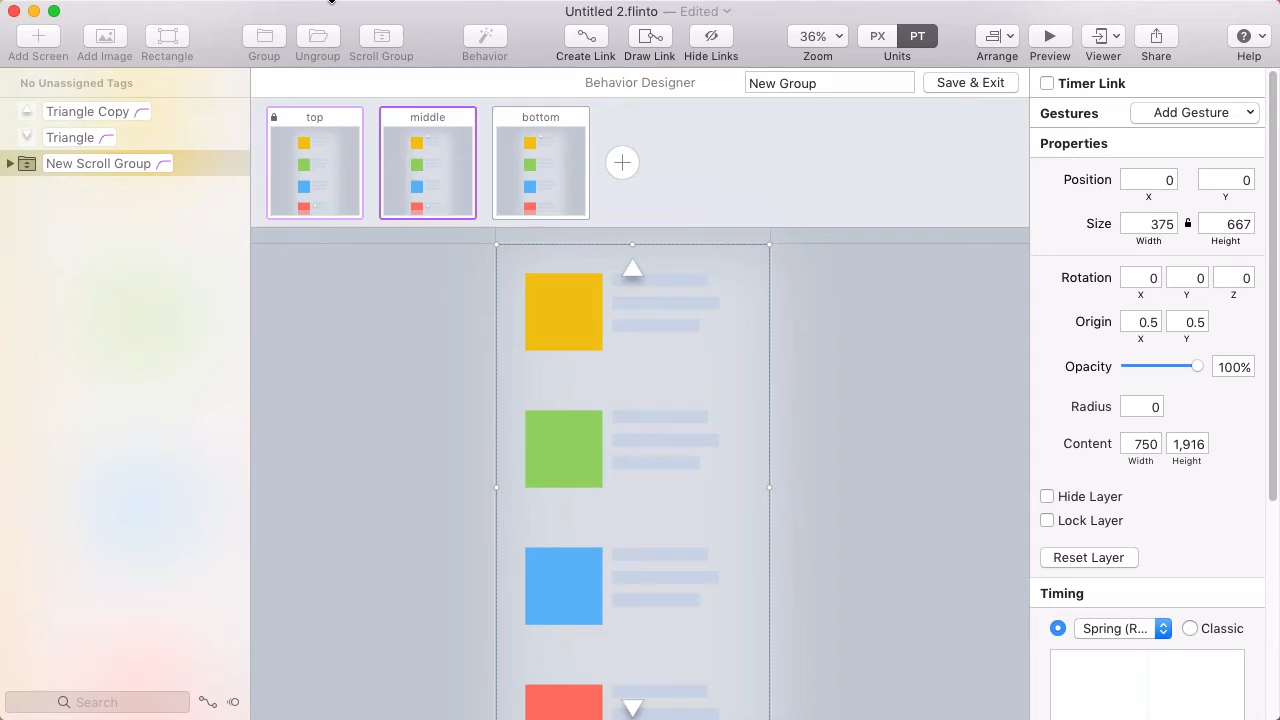 Untitled 2.flinto — Edited
Add Screen Add Image Rectangle Group Ungroup Scroll Group Behavior Create Link Draw Link Hide Links 36% Zoom PX PT Units Arrange Preview Viewer Share Help
No Unassigned Tags
Behavior Designer New Group Save & Exit
Timer Link
Triangle Copy
top middle bottom
Gestures Add Gesture
Triangle
Properties
New Scroll Group
Position 0 0
X Y
Size 375 667
Width Height
Rotation 0 0 0
X Y Z
Origin 0.5 0.5
X Y
Opacity 100%
Radius 0
Content 750 1,916
Width Height
Hide Layer
Lock Layer
Reset Layer
Timing
Spring (R... Classic
Search